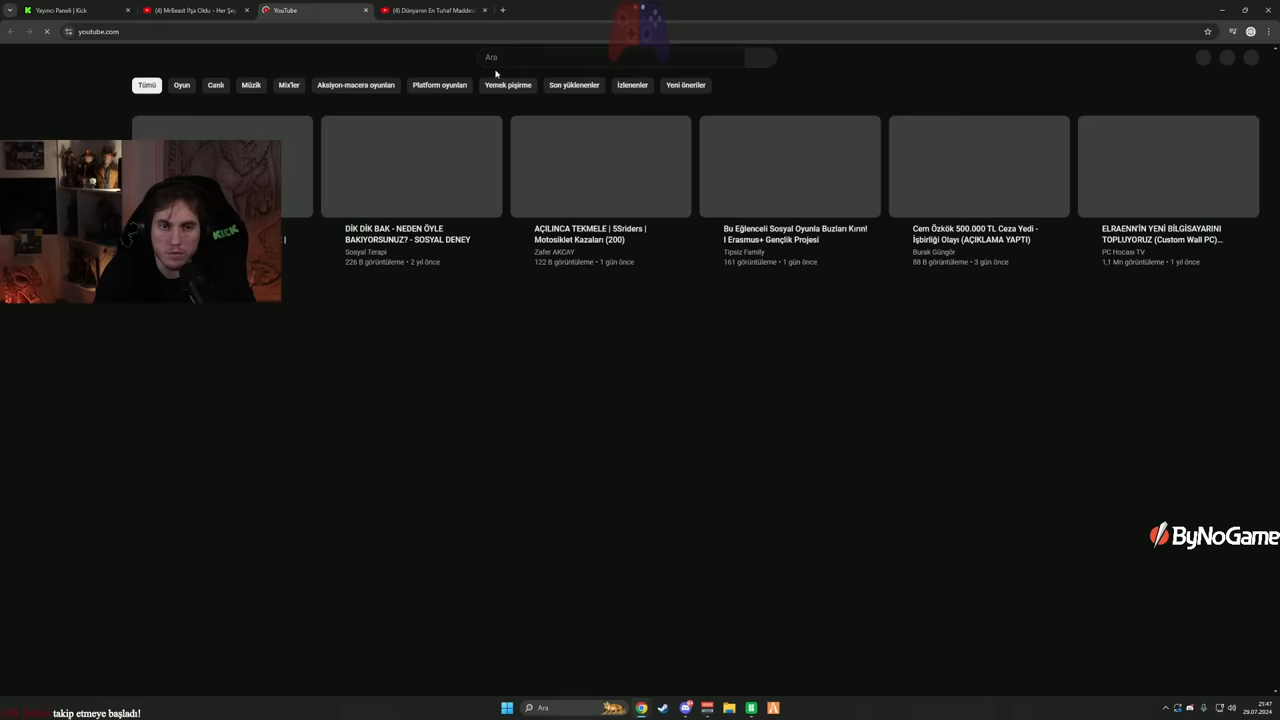 Yayıncı Paneli | Kick
(4) MrBeast İfşa Oldu - Her Şey
YouTube
(4) Dünyanın En Tuhaf Maddes
youtube.com
Ara
Tümü
Oyun
Canlı
Müzik
Mix'ler
Aksiyon-macera oyunları
Platform oyunları
Yemek pişirme
Son yüklenenler
İzlenenler
Yeni öneriler
DİK DİK BAK - NEDEN ÖYLE
BAKIYORSUNUZ? - SOSYAL DENEY
Sosyal Terapi
226 B görüntüleme • 2 yıl önce
AÇILINCA TEKMELE | 5Sriders |
Motosiklet Kazaları (200)
Zafer AKCAY
122 B görüntüleme • 1 gün önce
Bu Eğlenceli Sosyal Oyunla Buzları Kırın!
I Erasmus+ Gençlik Projesi
Tipsiz Family
161 görüntüleme • 1 gün önce
Cem Özkök 500.000 TL Ceza Yedi -
İşbirliği Olayı (AÇIKLAMA YAPTI)
Burak Güngör
88 B görüntüleme • 3 gün önce
ELRAENN'İN YENİ BİLGİSAYARINI
TOPLUYORUZ (Custom Wall PC)...
PC Hocası TV
1,1 Mn görüntüleme • 1 yıl önce
KICK
ByNoGame
takip etmeye başladı!
Ara
23:47
29.07.2024